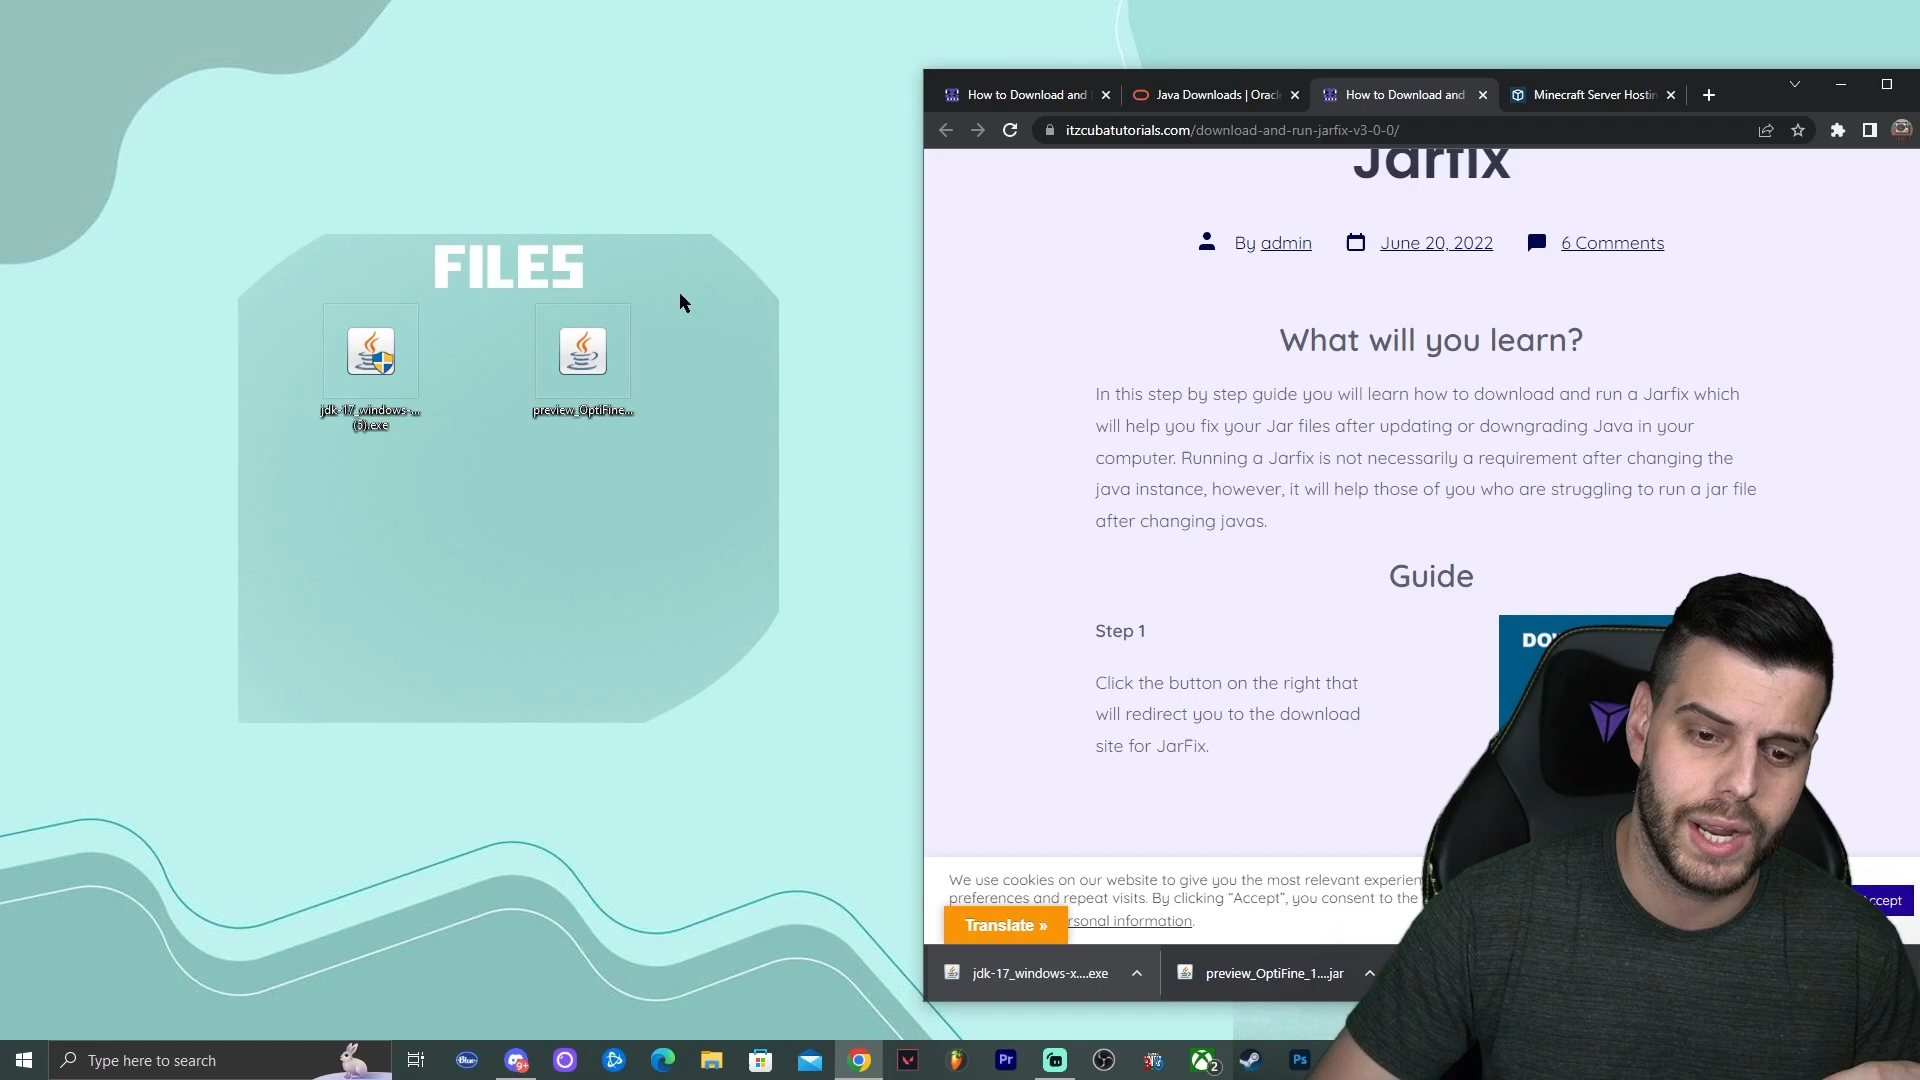 FILES
jdk-17_windows-...
(5).exe
preview_OptiFine...
How to Download and
Java Downloads | Oracl
How to Download and
Minecraft Server Hostin
itzcubatutorials.com/download-and-run-jarfix-v3-0-0/
Jarfix
By admin
June 20, 2022
6 Comments
What will you learn?
In this step by step guide you will learn how to download and run a Jarfix which
will help you fix your Jar files after updating or downgrading Java in your
computer. Running a Jarfix is not necessarily a requirement after changing the
java instance, however, it will help those of you who are struggling to run a jar file
after changing javas.
Guide
Step 1
Click the button on the right that
will redirect you to the download
site for JarFix.
We use cookies on our website to give you the most relevant experien
preferences and repeat visits. By clicking “Accept”, you consent to the
rsonal information.
Translate »
ccept
jdk-17_windows-x....exe
preview_OptiFine_1....jar
Type here to search
Blue
9+
Pr
2
Ps